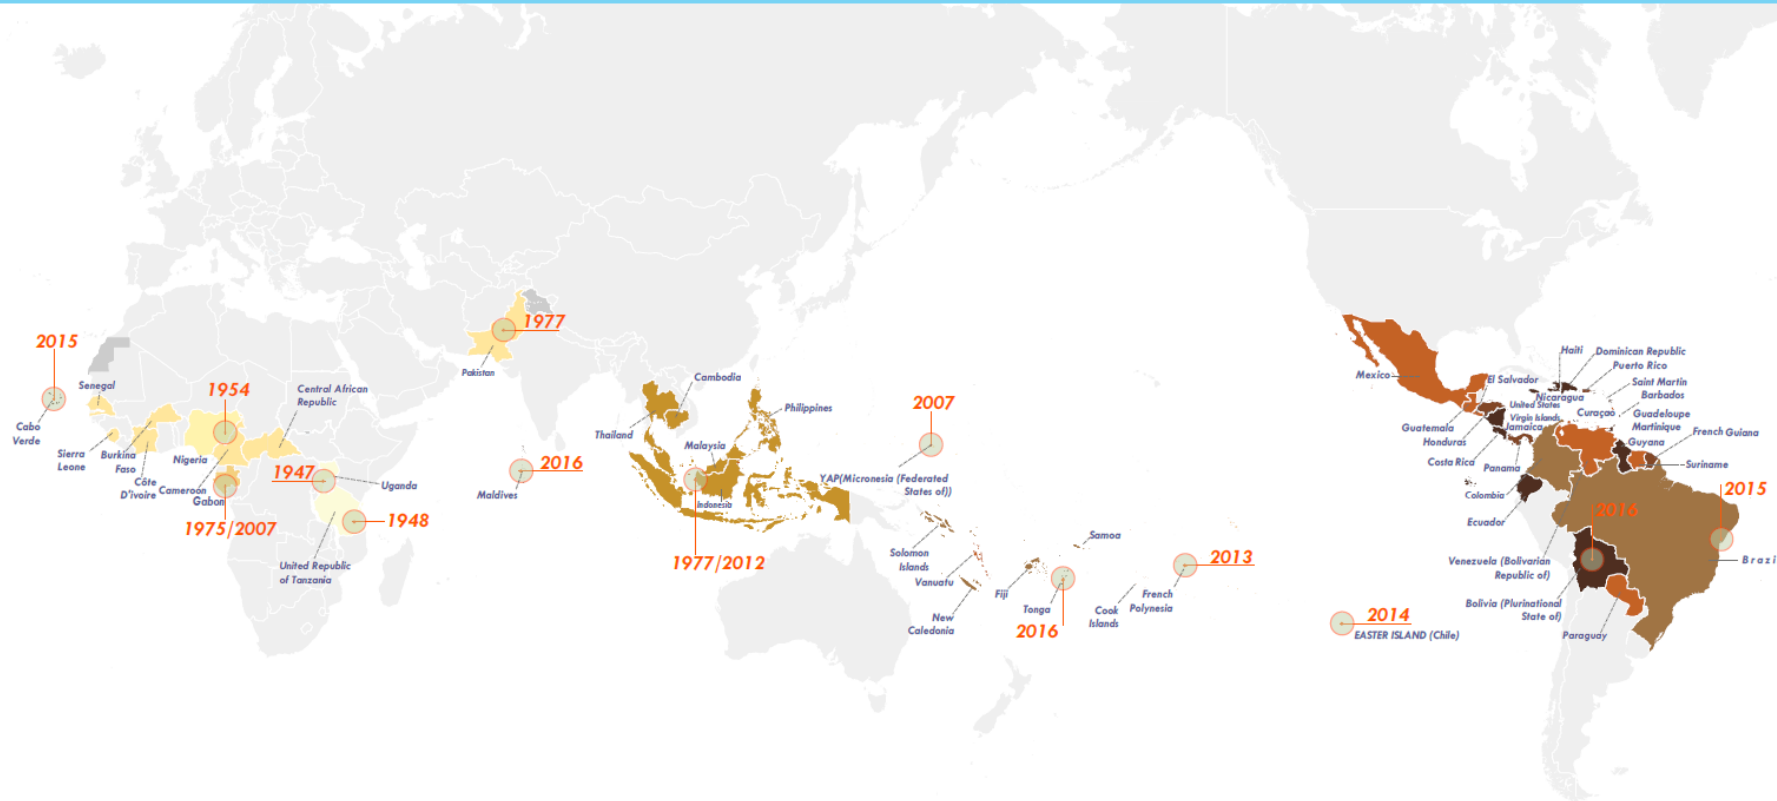 2015
Senegal
Cabo
Verde
Sierra
Leone
Burkina
Faso
Côte
D'ivoire
1954
Nigeria
Cameroon
Gabon
1975/2007
Central African
Republic
1947
Uganda
1948
United Republic
of Tanzania
1977
Pakistan
2016
Maldives
Cambodia
Thailand
Philippines
Malaysia
Indonesia
1977/2012
2007
YAP(Micronesia (Federated
States of))
Solomon
Islands
Vanuatu
New
Caledonia
Fiji
Samoa
Tonga
2016
Cook
Islands
French
Polynesia
2013
2014
EASTER ISLAND (Chile)
Mexico
Guatemala
Honduras
El Salvador
Nicaragua
Costa Rica
Panama
Haiti
Dominican Republic
Puerto Rico
United States
Virgin Islands
Jamaica
Saint Martin
Barbados
Curaçao
Guadeloupe
Martinique
Guyana
French Guiana
Suriname
Colombia
Ecuador
Venezuela (Bolivarian
Republic of)
Bolivia (Plurinational
State of)
Paraguay
2016
2015
Brazi